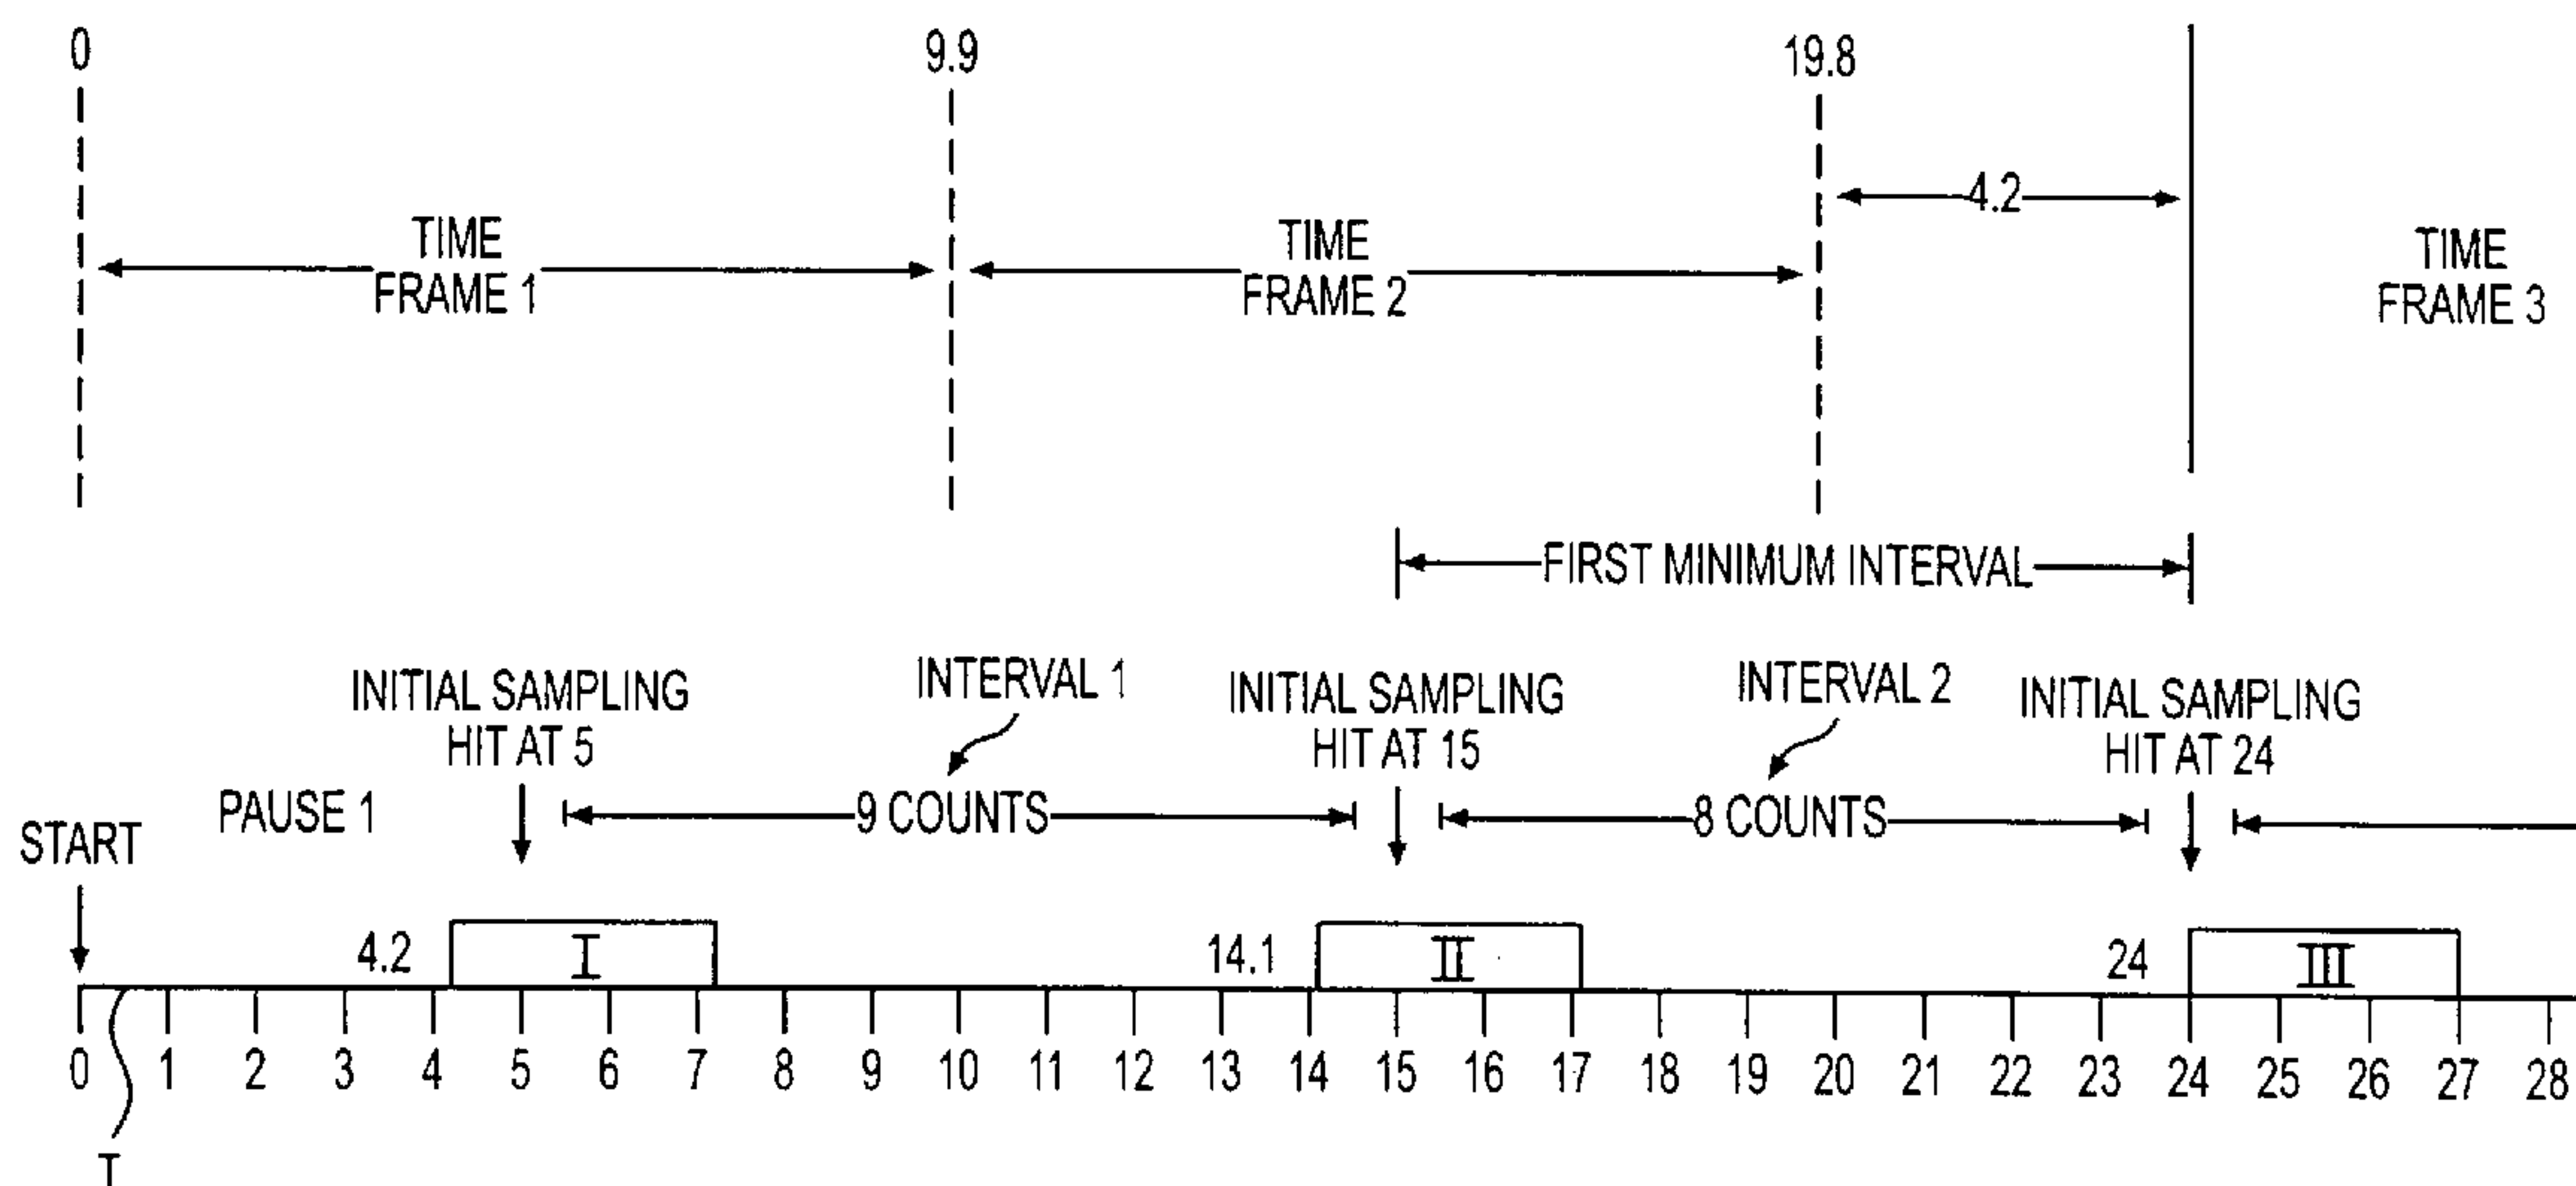 0
9.9
19.8
4.2
TIME
FRAME 1
TIME
FRAME 2
TIME
FRAME 3
FIRST MINIMUM INTERVAL
INITIAL SAMPLING
HIT AT 5
INTERVAL 1
INITIAL SAMPLING
HIT AT 15
INTERVAL 2
INITIAL SAMPLING
HIT AT 24
START
PAUSE 1
9 COUNTS
8 COUNTS
4.2
I
14.1
II
24
III
0 1 2 3 4 5 6 7 8 9 10 11 12 13 14 15 16 17 18 19 20 21 22 23 24 25 26 27 28
T